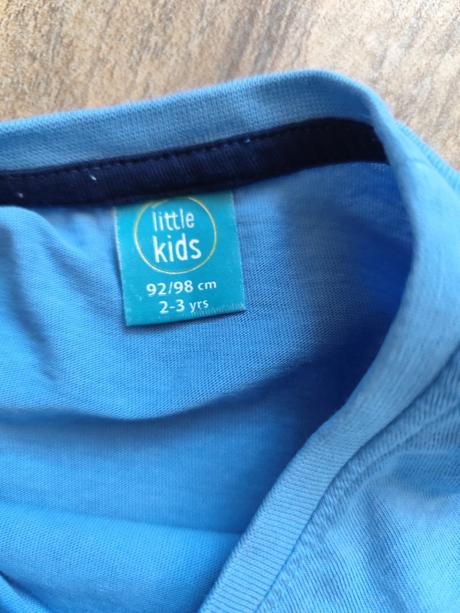 little
kids
92/98 cm
2-3 yrs